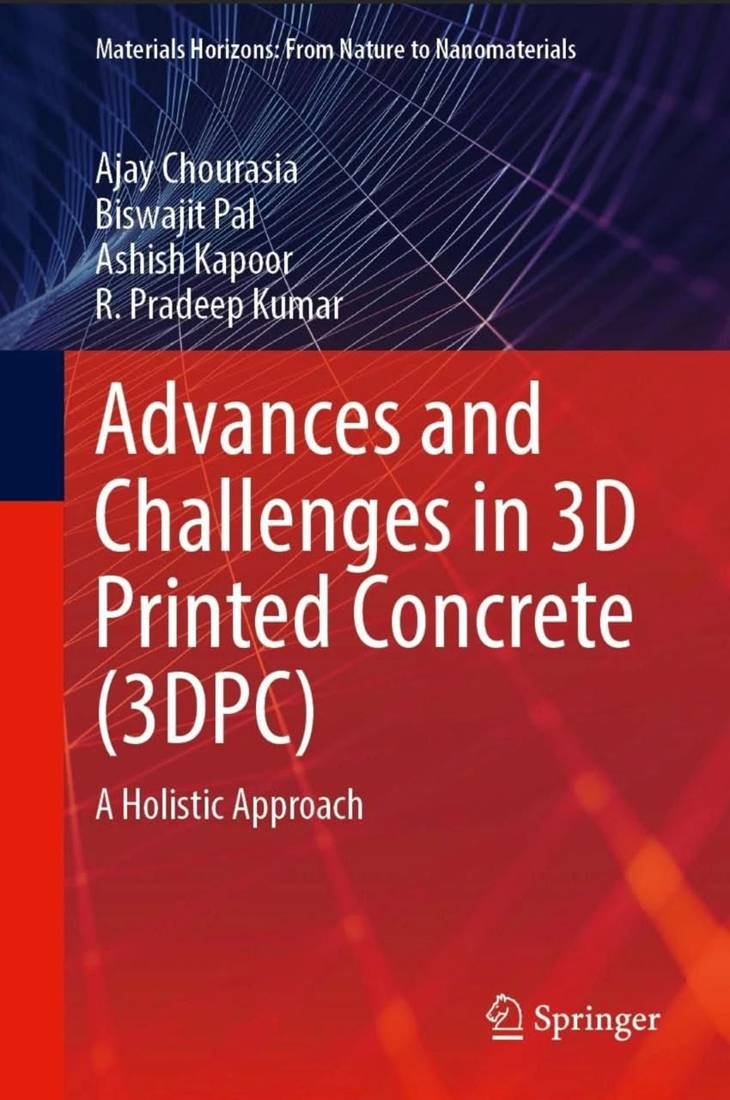 Materials Horizons: From Nature to Nanomaterials
Ajay Chourasia
Biswajit Pal
Ashish Kapoor
R. Pradeep Kumar
Advances and
Challenges in 3D
Printed Concrete
(3DPC)
A Holistic Approach
Springer